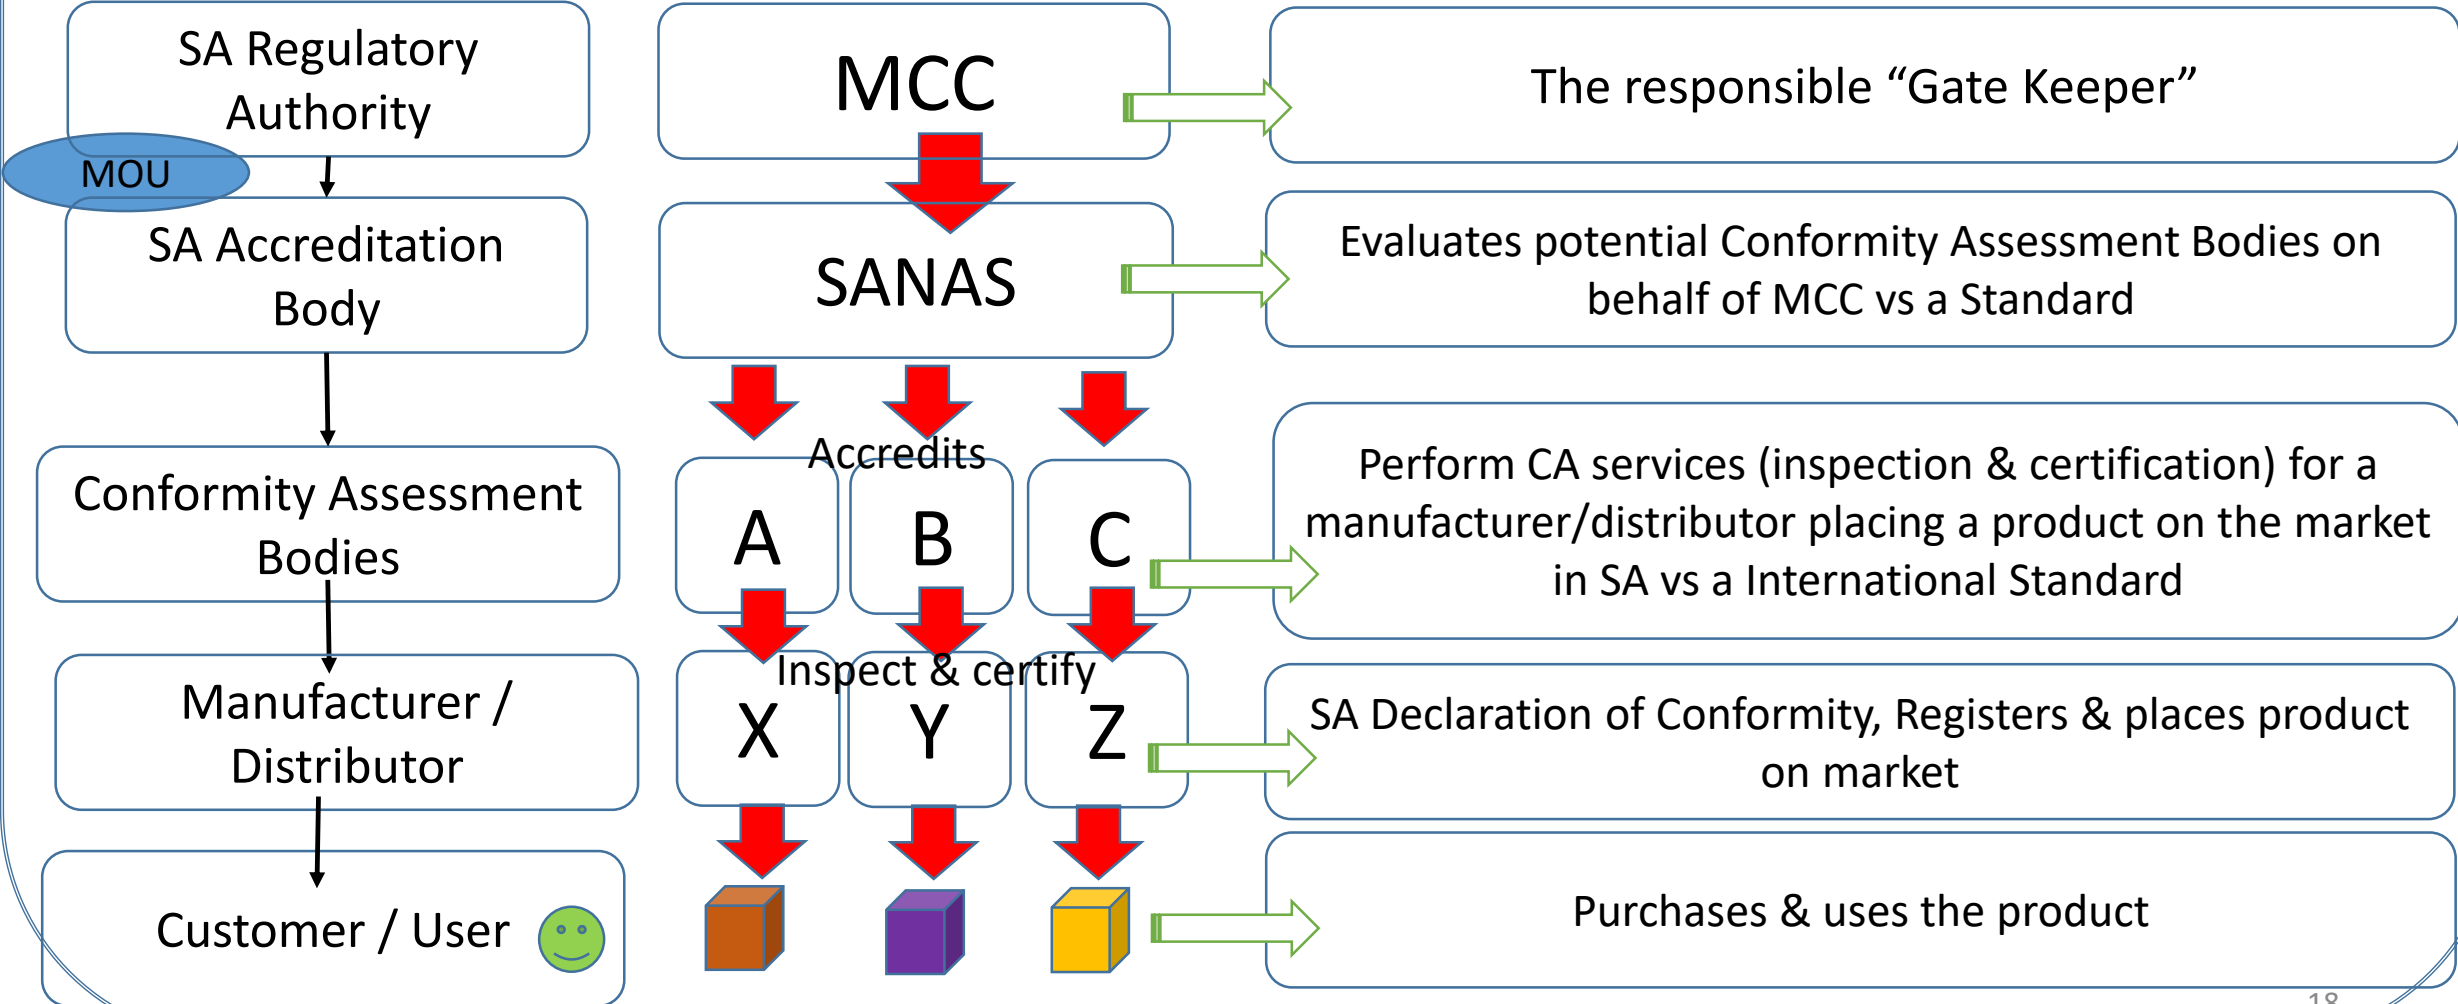 SA Regulatory
Authority
MCC
The responsible “Gate Keeper”
MOU
SA Accreditation
Body
SANAS
Evaluates potential Conformity Assessment Bodies on
behalf of MCC vs a Standard
Accredits
Conformity Assessment
Bodies
A
B
C
Perform CA services (inspection & certification) for a
manufacturer/distributor placing a product on the market
in SA vs a International Standard
Inspect & certify
Manufacturer /
Distributor
X
Y
Z
SA Declaration of Conformity, Registers & places product
on market
Customer / User
Purchases & uses the product
18